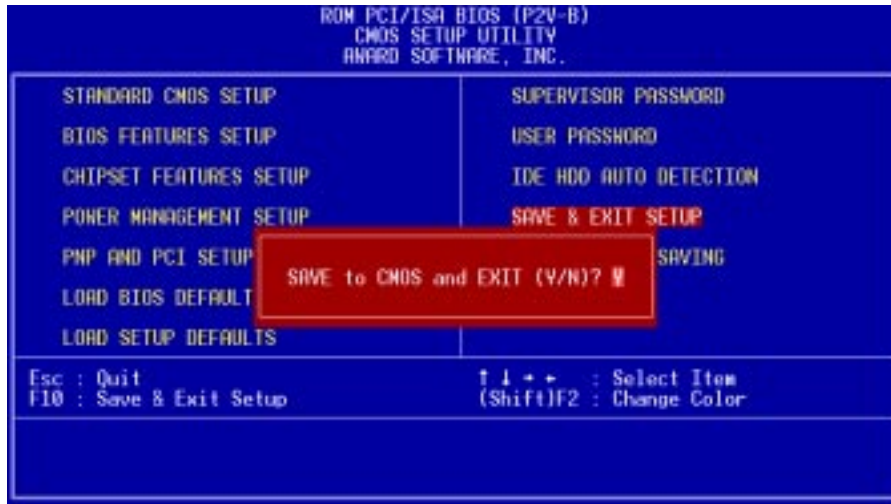 ROM PCI/ISA BIOS (P2V-B)
CMOS SETUP UTILITY
AWARD SOFTWARE, INC.
STANDARD CMOS SETUP
BIOS FEATURES SETUP
CHIPSET FEATURES SETUP
POWER MANAGEMENT SETUP
PNP AND PCI SETUP
LOAD BIOS DEFAULT
LOAD SETUP DEFAULTS
SUPERVISOR PASSWORD
USER PASSWORD
IDE HDD AUTO DETECTION
SAVE & EXIT SETUP
SAVING
SAVE to CMOS and EXIT (Y/N)? Y
Esc : Quit
F10 : Save & Exit Setup
↑ ↓ → ← : Select Item
(Shift)F2 : Change Color